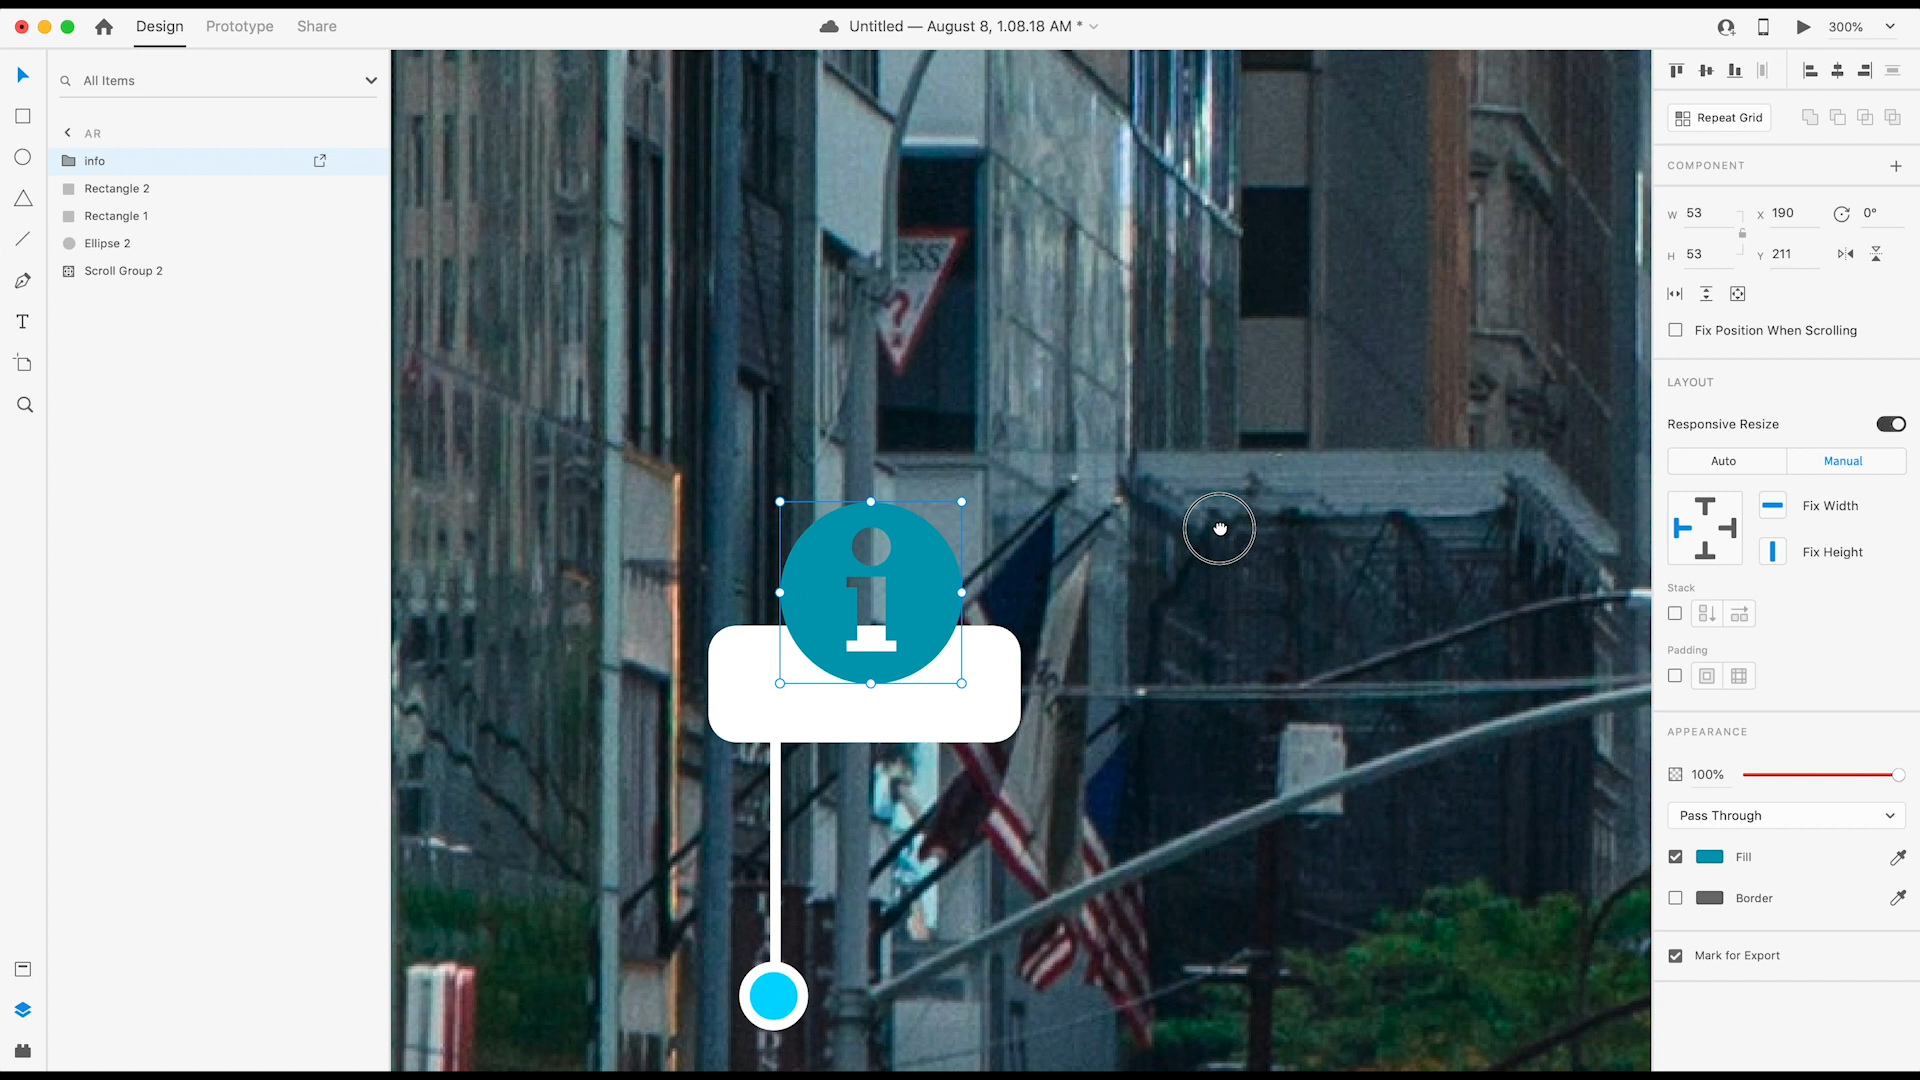 Design Prototype Share Untitled — August 8, 1.08.18 AM * 300%
All Items
AR
info
Rectangle 2
Rectangle 1
Ellipse 2
Scroll Group 2
ESS
?
i
Repeat Grid
COMPONENT
W 53 X 190 0°
H 53 Y 211
Fix Position When Scrolling
LAYOUT
Responsive Resize
Auto Manual
Fix Width
Fix Height
Stack
Padding
APPEARANCE
100%
Pass Through
Fill
Border
Mark for Export